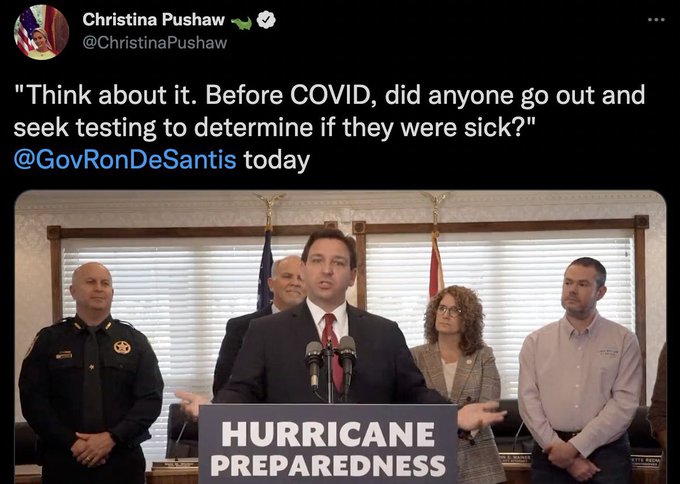 Christina Pushaw
@ChristinaPushaw
"Think about it. Before COVID, did anyone go out and
seek testing to determine if they were sick?"
@GovRonDeSantis today
HURRICANE
PREPAREDNESS